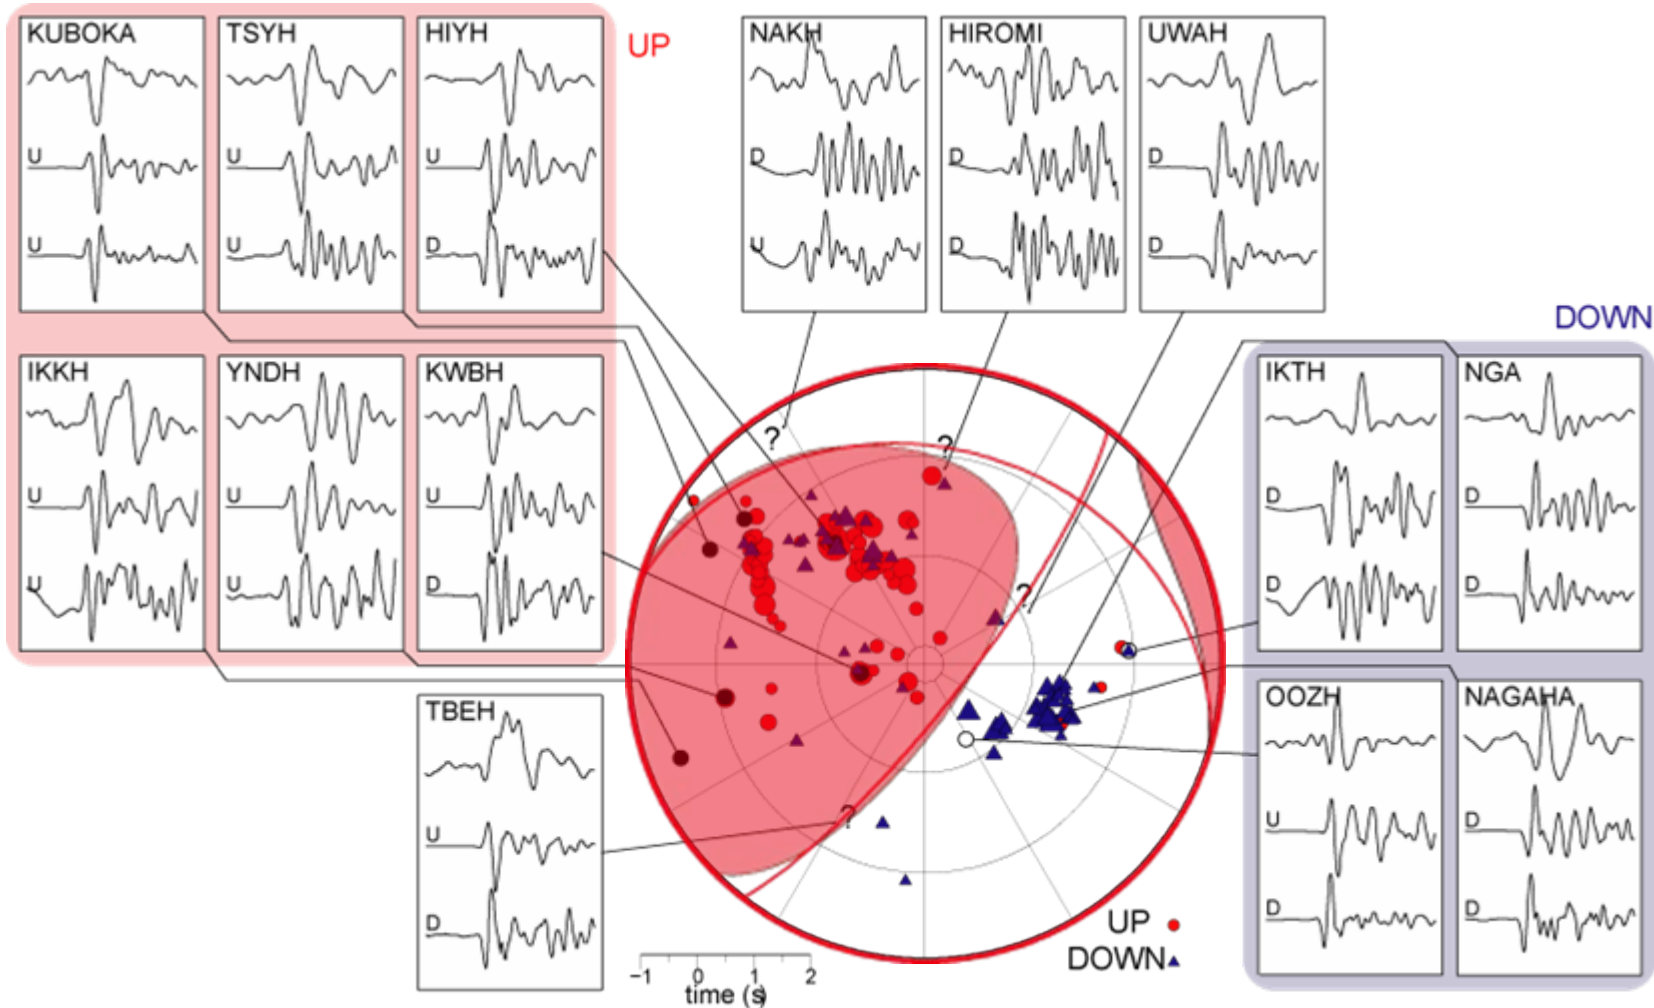 KUBOKA
U
U
TSYH
U
U
HIYH
U
D
UP
NAKH
D
U
HIROMI
D
D
UWAH
D
D
DOWN
IKKH
U
U
YNDH
U
U
KWBH
U
D
IKTH
D
D
NGA
D
D
?
?
?
?
TBEH
U
D
OOZH
U
D
NAGAHA
D
D
UP
DOWN
−1 0 1 2
time (s)